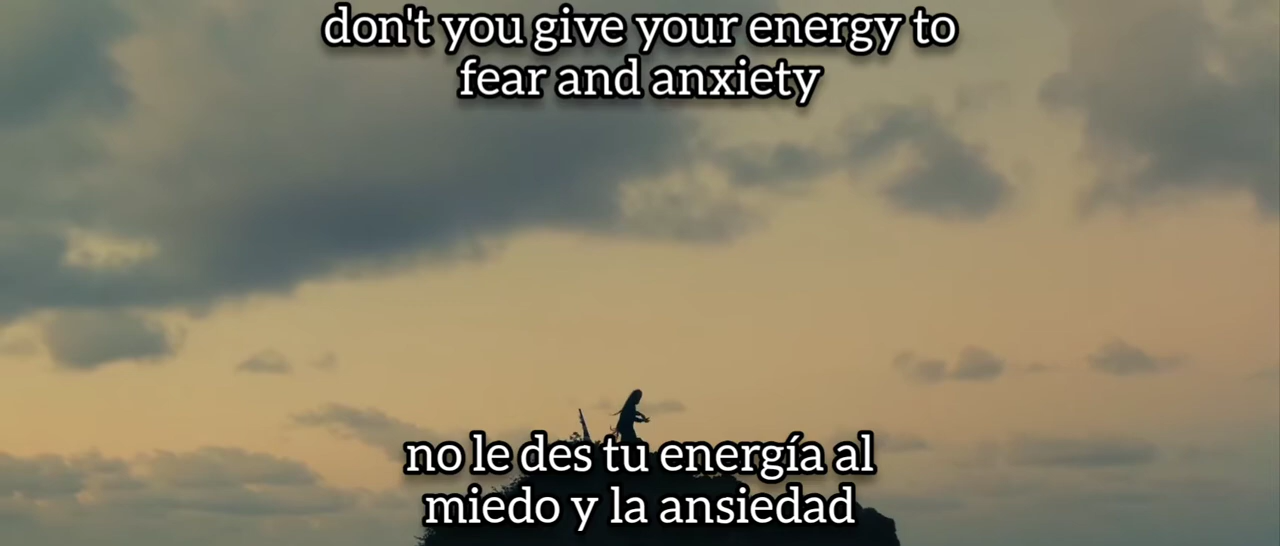 don't you give your energy to
fear and anxiety
no le des tu energía al
miedo y la ansiedad